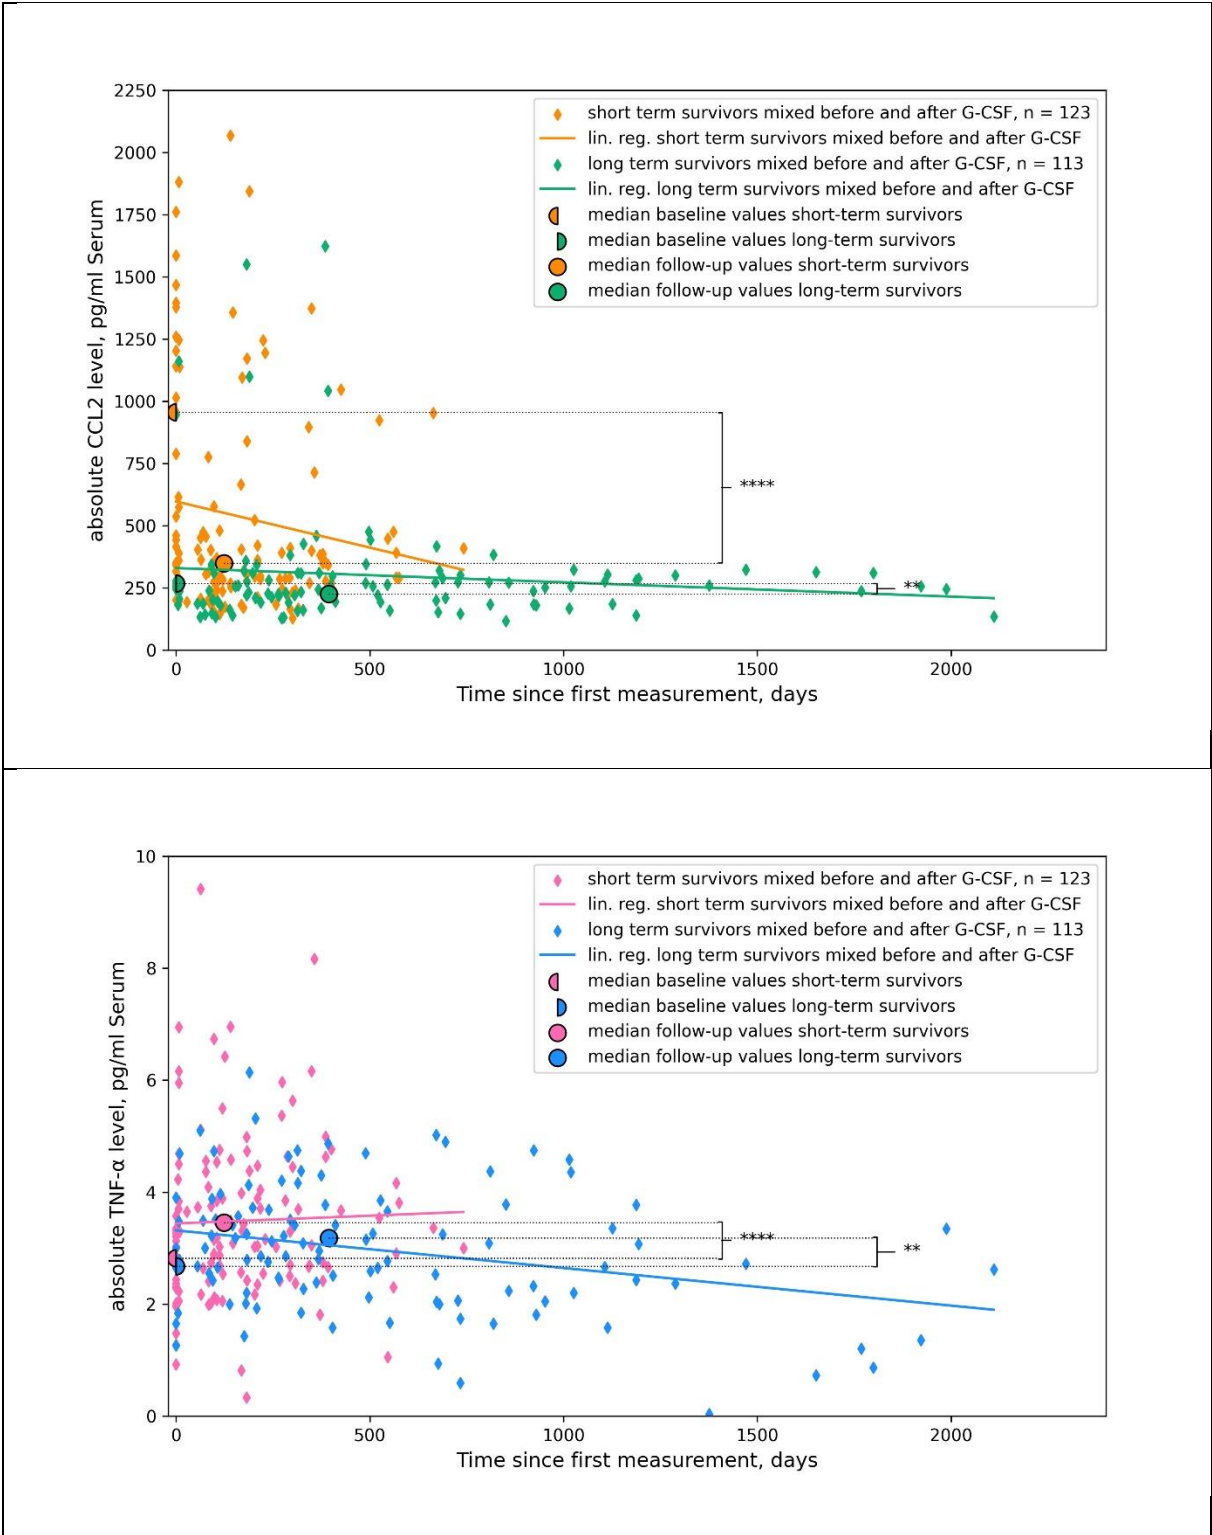 2250
2000
1750
1500
1250
1000
750
500
250
0
absolute CCL2 level, pg/ml Serum
short term survivors mixed before and after G-CSF, n = 123
lin. reg. short term survivors mixed before and after G-CSF
long term survivors mixed before and after G-CSF, n = 113
lin. reg. long term survivors mixed before and after G-CSF
median baseline values short-term survivors
median baseline values long-term survivors
median follow-up values short-term survivors
median follow-up values long-term survivors
****
**
0 500 1000 1500 2000
Time since first measurement, days
10
8
6
4
2
0
absolute TNF-α level, pg/ml Serum
short term survivors mixed before and after G-CSF, n = 123
lin. reg. short term survivors mixed before and after G-CSF
long term survivors mixed before and after G-CSF, n = 113
lin. reg. long term survivors mixed before and after G-CSF
median baseline values short-term survivors
median baseline values long-term survivors
median follow-up values short-term survivors
median follow-up values long-term survivors
****
**
0 500 1000 1500 2000
Time since first measurement, days